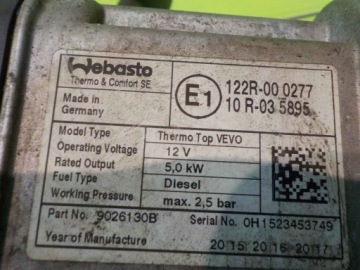 Webasto
Thermo & Comfort SE
Made in
Germany
E1
122R-00 0277
10 R-03 5895
Model Type Thermo Top VEVO
Operating Voltage 12 V
Rated Output 5,0 kW
Fuel Type Diesel
Working Pressure max. 2,5 bar
Part No. 9026130B Serial No. 0H1523453749
Year of Manufacture 2015 2016 2017